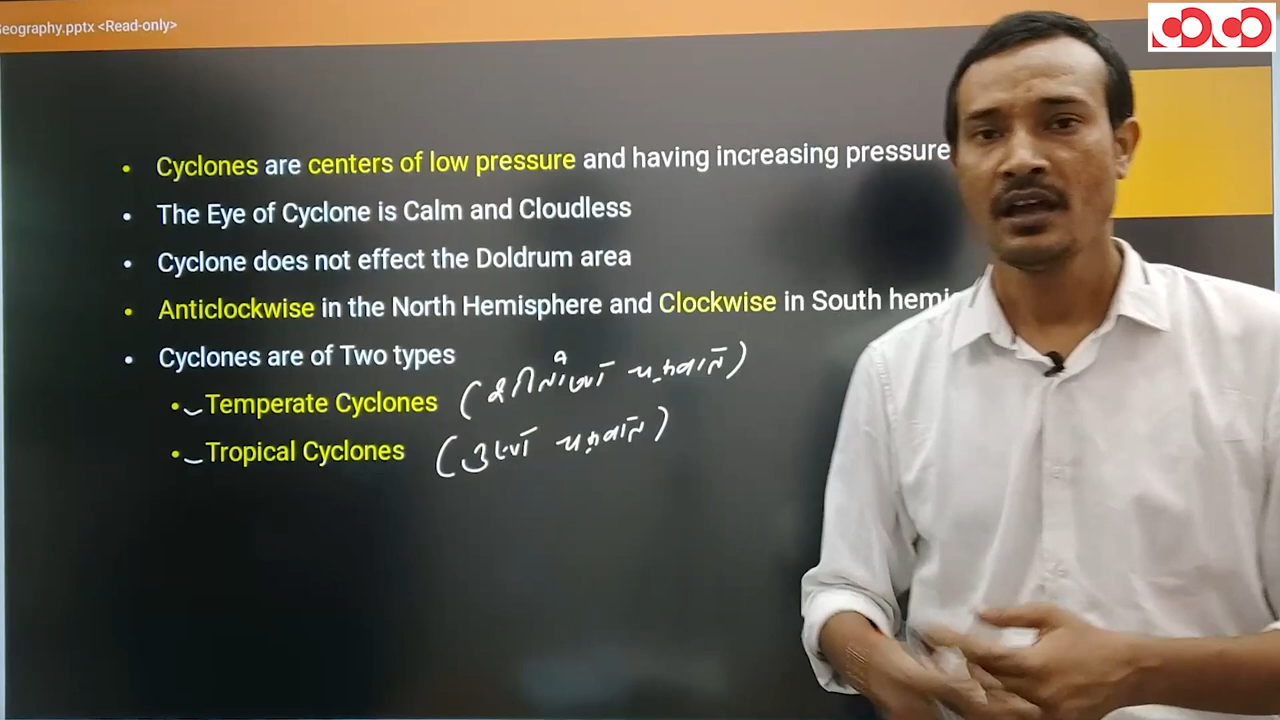 Geography.pptx <Read-only>
Cyclones are centers of low pressure and having increasing pressure
The Eye of Cyclone is Calm and Cloudless
Cyclone does not effect the Doldrum area
Anticlockwise in the North Hemisphere and Clockwise in South hemi
Cyclones are of Two types
Temperate Cyclones
Tropical Cyclones